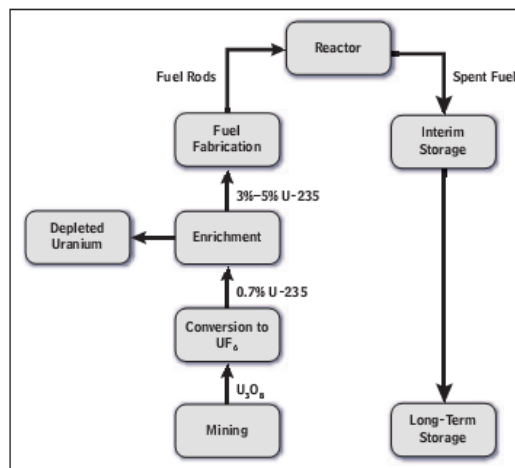 Reactor
Fuel Rods
Spent Fuel
Fuel
Fabrication
Interim
Storage
3%–5% U-235
Depleted
Uranium
Enrichment
0.7% U-235
Conversion to
UF₆
U₃O₈
Mining
Long-Term
Storage